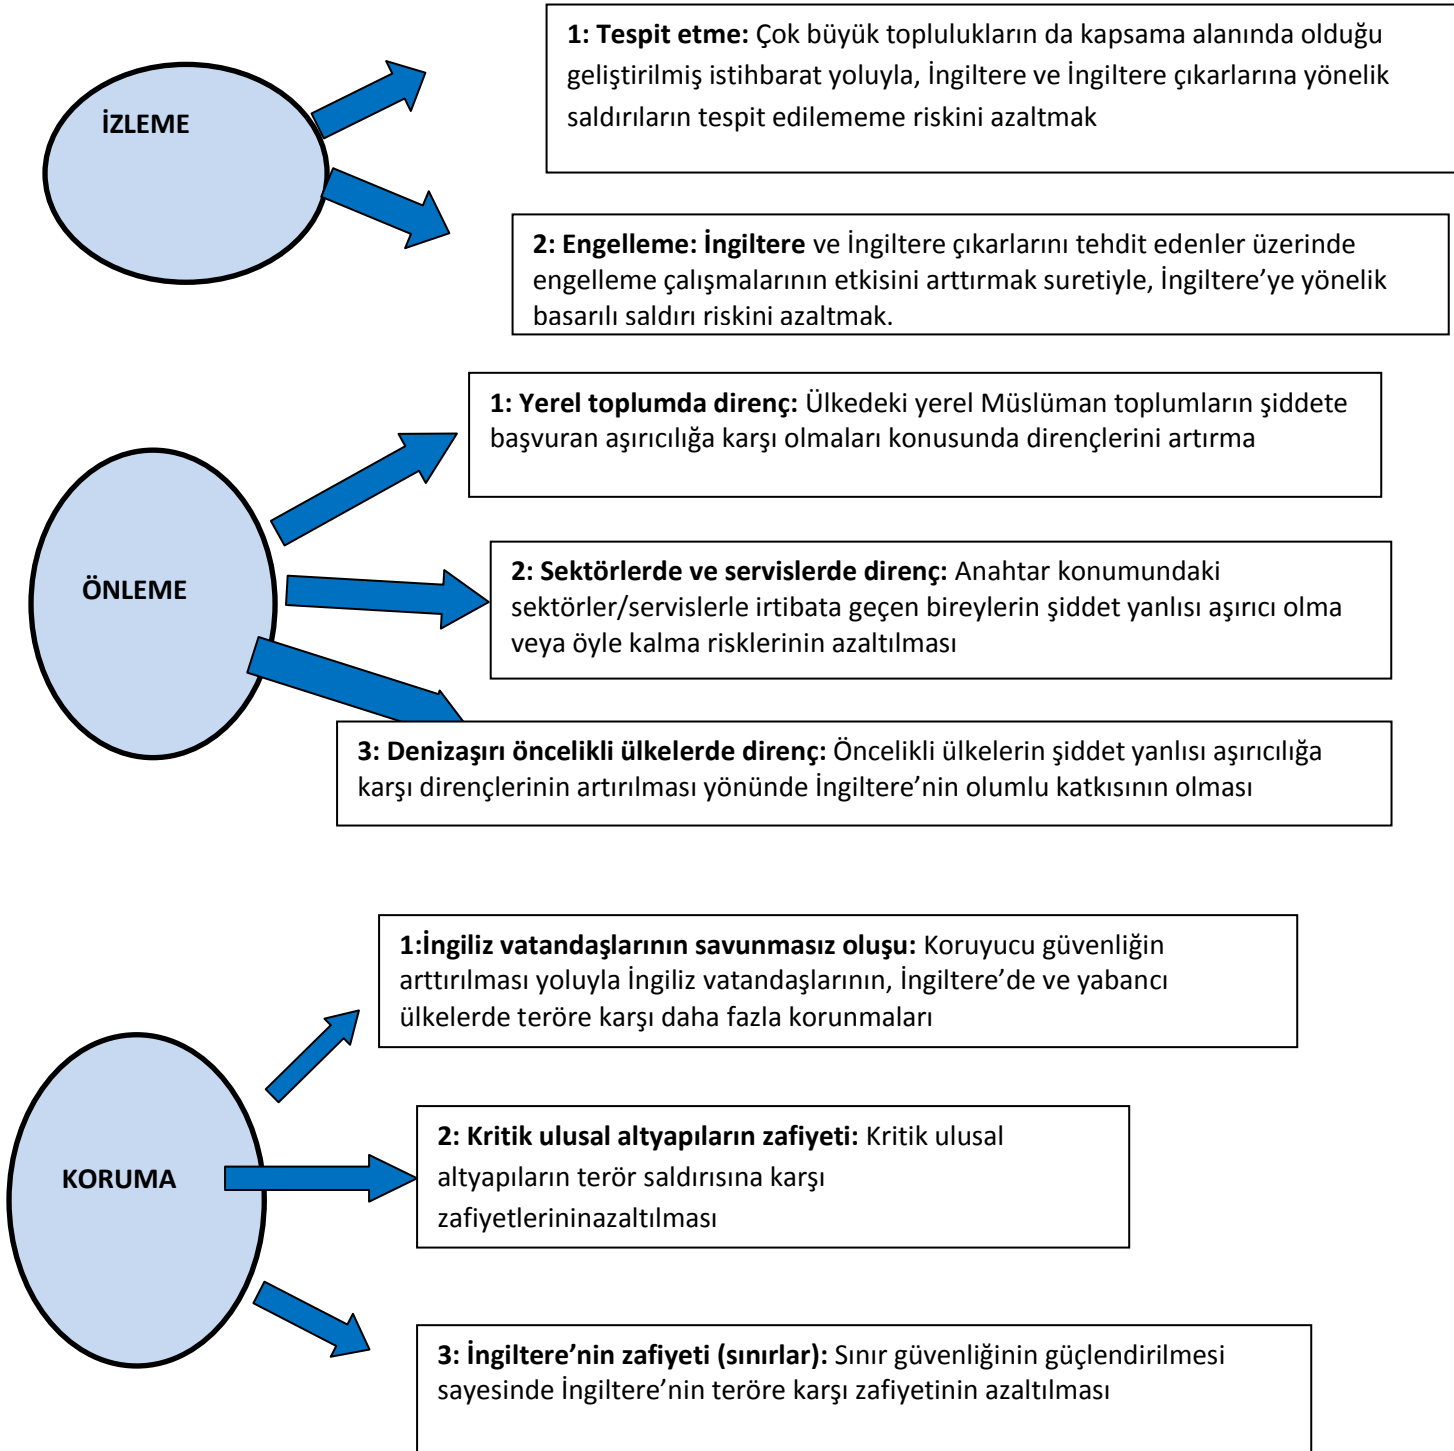 İZLEME
1: Tespit etme: Çok büyük toplulukların da kapsama alanında olduğu
geliştirilmiş istihbarat yoluyla, İngiltere ve İngiltere çıkarlarına yönelik
saldırıların tespit edilememe riskini azaltmak
2: Engelleme: İngiltere ve İngiltere çıkarlarını tehdit edenler üzerinde
engelleme çalışmalarının etkisini arttırmak suretiyle, İngiltere’ye yönelik
basarılı saldırı riskini azaltmak.
ÖNLEME
1: Yerel toplumda direnç: Ülkedeki yerel Müslüman toplumların şiddete
başvuran aşırıcılığa karşı olmaları konusunda dirençlerini artırma
2: Sektörlerde ve servislerde direnç: Anahtar konumundaki
sektörler/servislerle irtibata geçen bireylerin şiddet yanlısı aşırıcı olma
veya öyle kalma risklerinin azaltılması
3: Denizaşırı öncelikli ülkelerde direnç: Öncelikli ülkelerin şiddet yanlısı aşırıcılığa
karşı dirençlerinin artırılması yönünde İngiltere’nin olumlu katkısının olması
KORUMA
1:İngiliz vatandaşlarının savunmasız oluşu: Koruyucu güvenliğin
arttırılması yoluyla İngiliz vatandaşlarının, İngiltere’de ve yabancı
ülkelerde teröre karşı daha fazla korunmaları
2: Kritik ulusal altyapıların zafiyeti: Kritik ulusal
altyapıların terör saldırısına karşı
zafiyetlerininazaltılması
3: İngiltere’nin zafiyeti (sınırlar): Sınır güvenliğinin güçlendirilmesi
sayesinde İngiltere’nin teröre karşı zafiyetinin azaltılması